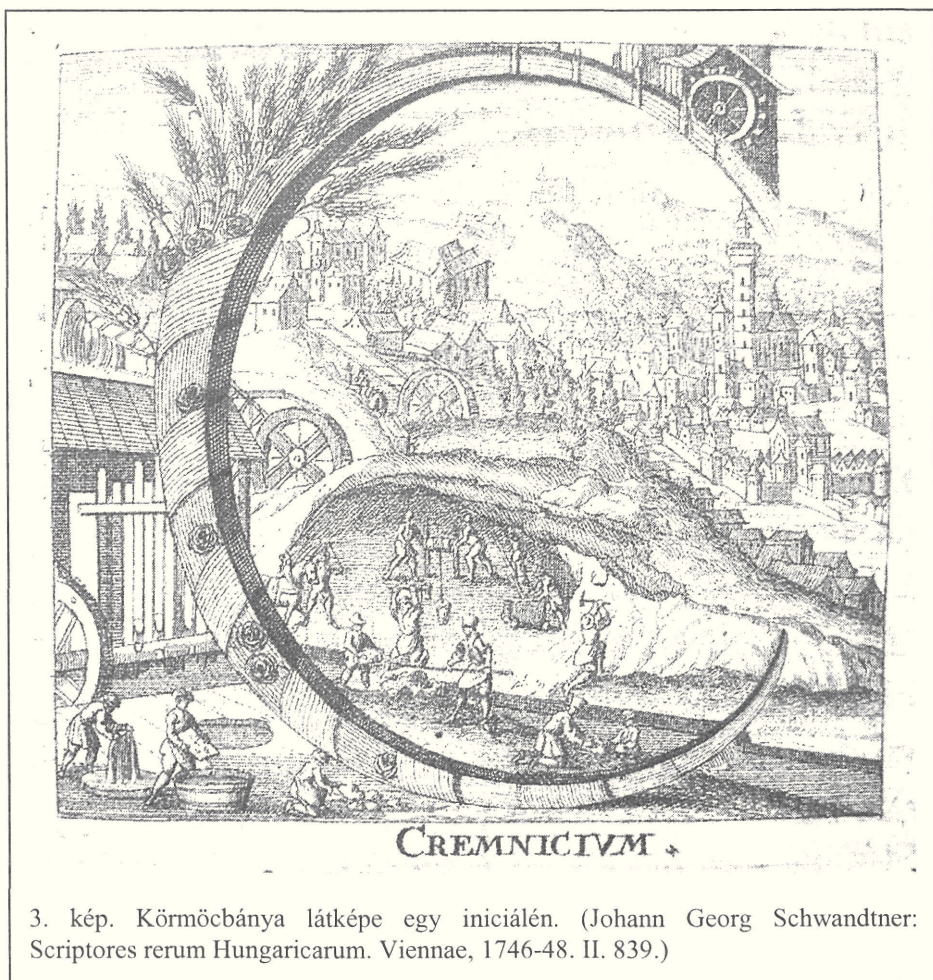 CREMNICIVM
3. kép. Körmöcbánya látképe egy iniciálén. (Johann Georg Schwandtner:
Scriptores rerum Hungaricarum. Viennae, 1746-48. II. 839.)